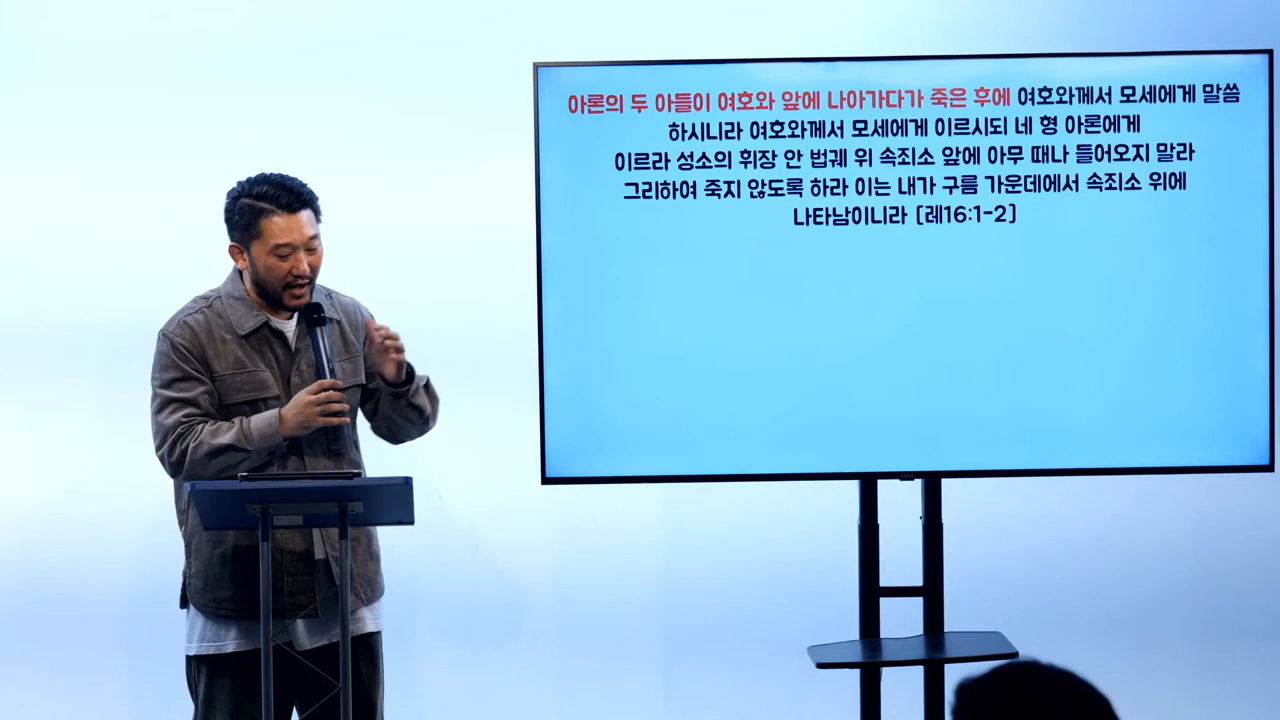 아론의 두 아들이 여호와 앞에 나아가다가 죽은 후에 여호와께서 모세에게 말씀
하시니라 여호와께서 모세에게 이르시되 네 형 아론에게
이르라 성소의 휘장 안 법궤 위 속죄소 앞에 아무 때나 들어오지 말라
그리하여 죽지 않도록 하라 이는 내가 구름 가운데에서 속죄소 위에
나타남이니라 [레16:1-2]